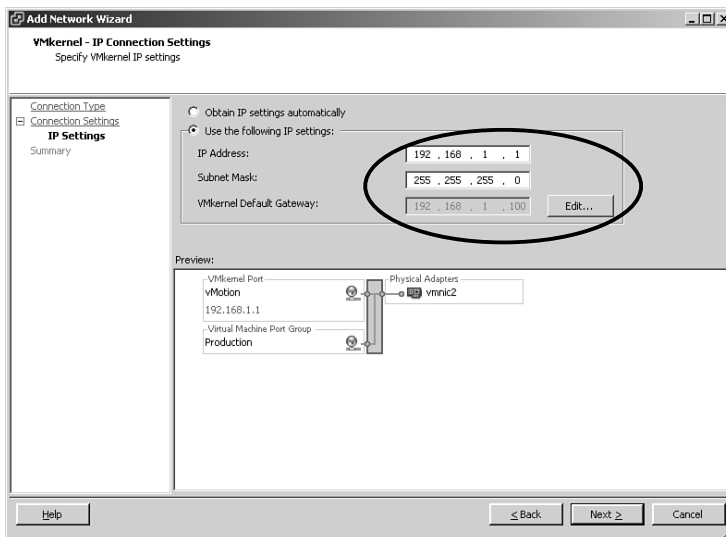 Add Network Wizard
VMkernel - IP Connection Settings
Specify VMkernel IP settings
Connection Type
Connection Settings
IP Settings
Summary
Obtain IP settings automatically
Use the following IP settings:
IP Address: 192 . 168 . 1 . 1
Subnet Mask: 255 . 255 . 255 . 0
VMkernel Default Gateway: 192 . 168 . 1 . 100 Edit...
Preview:
VMkernel Port
vMotion
192.168.1.1
Virtual Machine Port Group
Production
Physical Adapters
vmnic2
Help < Back Next > Cancel